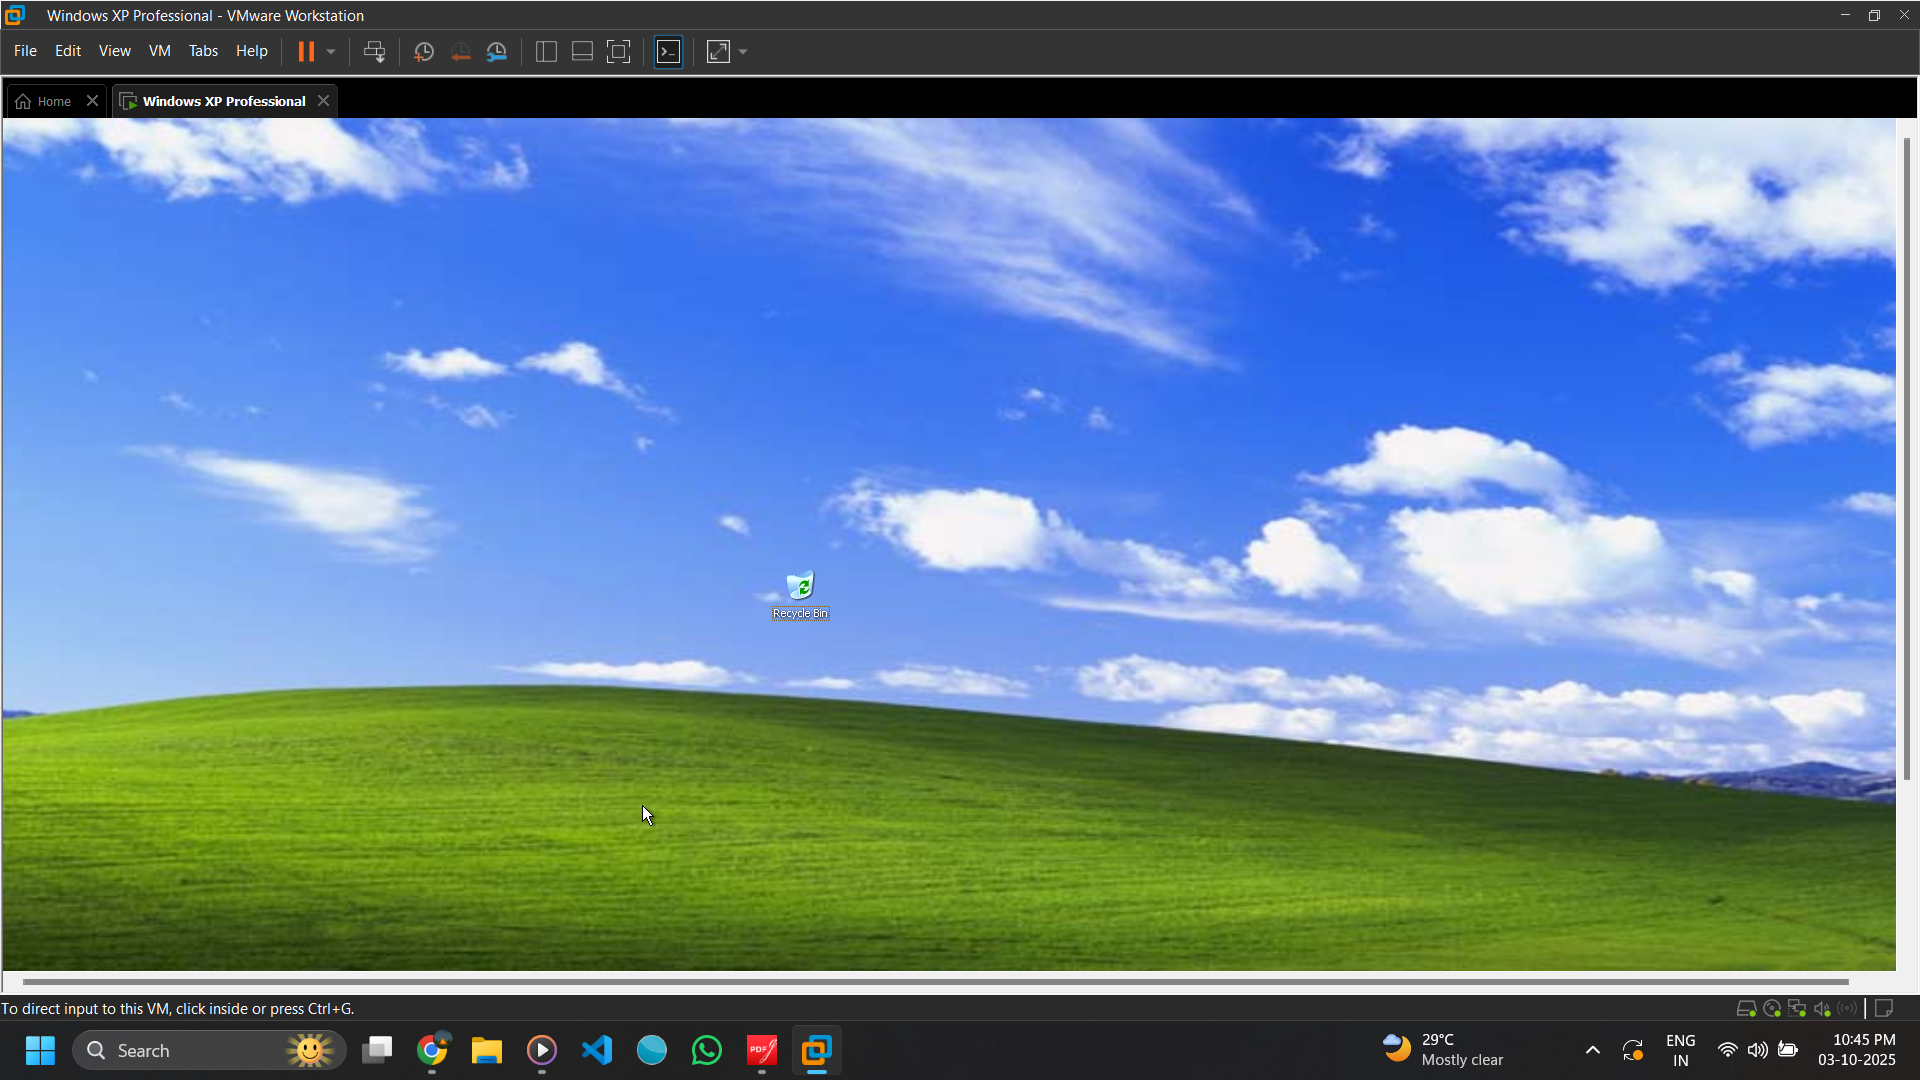 Windows XP Professional - VMware Workstation
File Edit View VM Tabs Help
Home Windows XP Professional
Recycle Bin
To direct input to this VM, click inside or press Ctrl+G.
Search
PDF
29°C
Mostly clear
ENG
IN
10:45 PM
03-10-2025